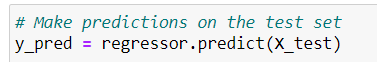 # Make predictions on the test set
y_pred = regressor.predict(X_test)